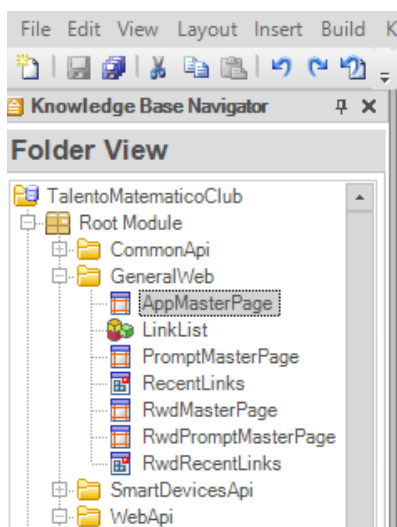 File Edit View Layout Insert Build K
Knowledge Base Navigator
Folder View
TalentoMatematicoClub
Root Module
CommonApi
GeneralWeb
AppMasterPage
LinkList
PromptMasterPage
RecentLinks
RwdMasterPage
RwdPromptMasterPage
RwdRecentLinks
SmartDevicesApi
WebApi